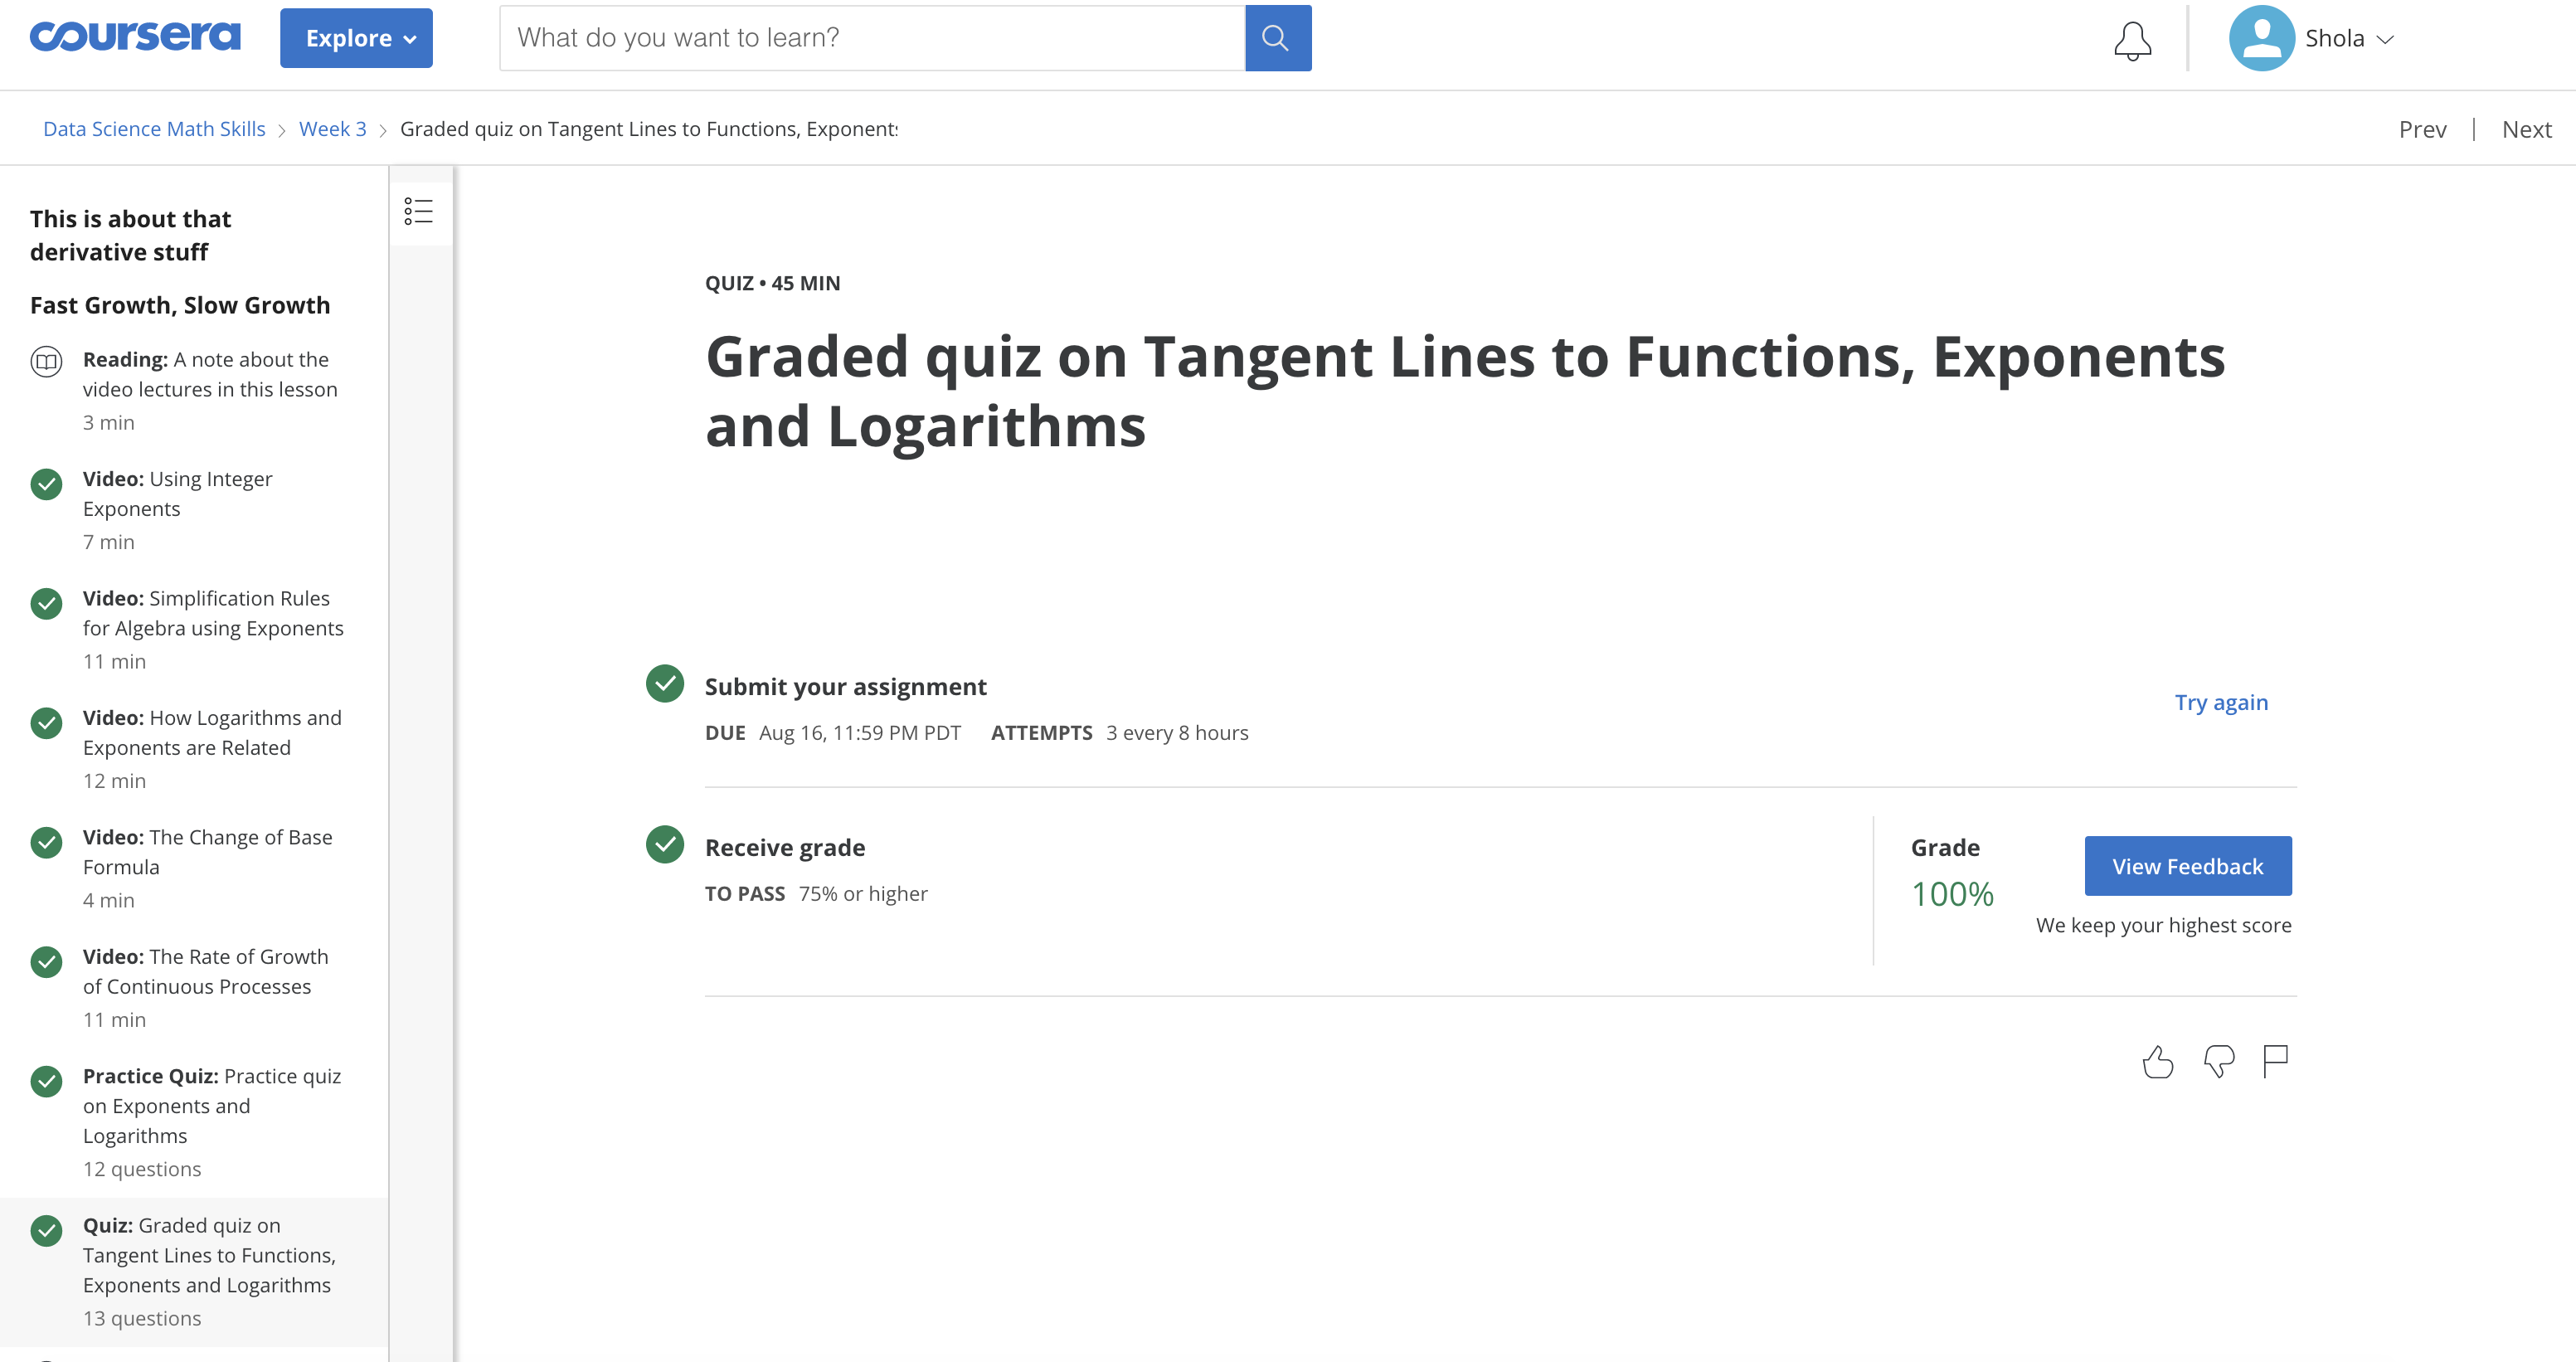 coursera
Explore
What do you want to learn?
Shola
Data Science Math Skills > Week 3 > Graded quiz on Tangent Lines to Functions, Exponents
Prev | Next
This is about that
derivative stuff
Fast Growth, Slow Growth
Reading: A note about the
video lectures in this lesson
3 min
Video: Using Integer
Exponents
7 min
Video: Simplification Rules
for Algebra using Exponents
11 min
Video: How Logarithms and
Exponents are Related
12 min
Video: The Change of Base
Formula
4 min
Video: The Rate of Growth
of Continuous Processes
11 min
Practice Quiz: Practice quiz
on Exponents and
Logarithms
12 questions
Quiz: Graded quiz on
Tangent Lines to Functions,
Exponents and Logarithms
13 questions
QUIZ • 45 MIN
Graded quiz on Tangent Lines to Functions, Exponents
and Logarithms
Submit your assignment
DUE Aug 16, 11:59 PM PDT ATTEMPTS 3 every 8 hours
Try again
Receive grade
TO PASS 75% or higher
Grade
100%
View Feedback
We keep your highest score